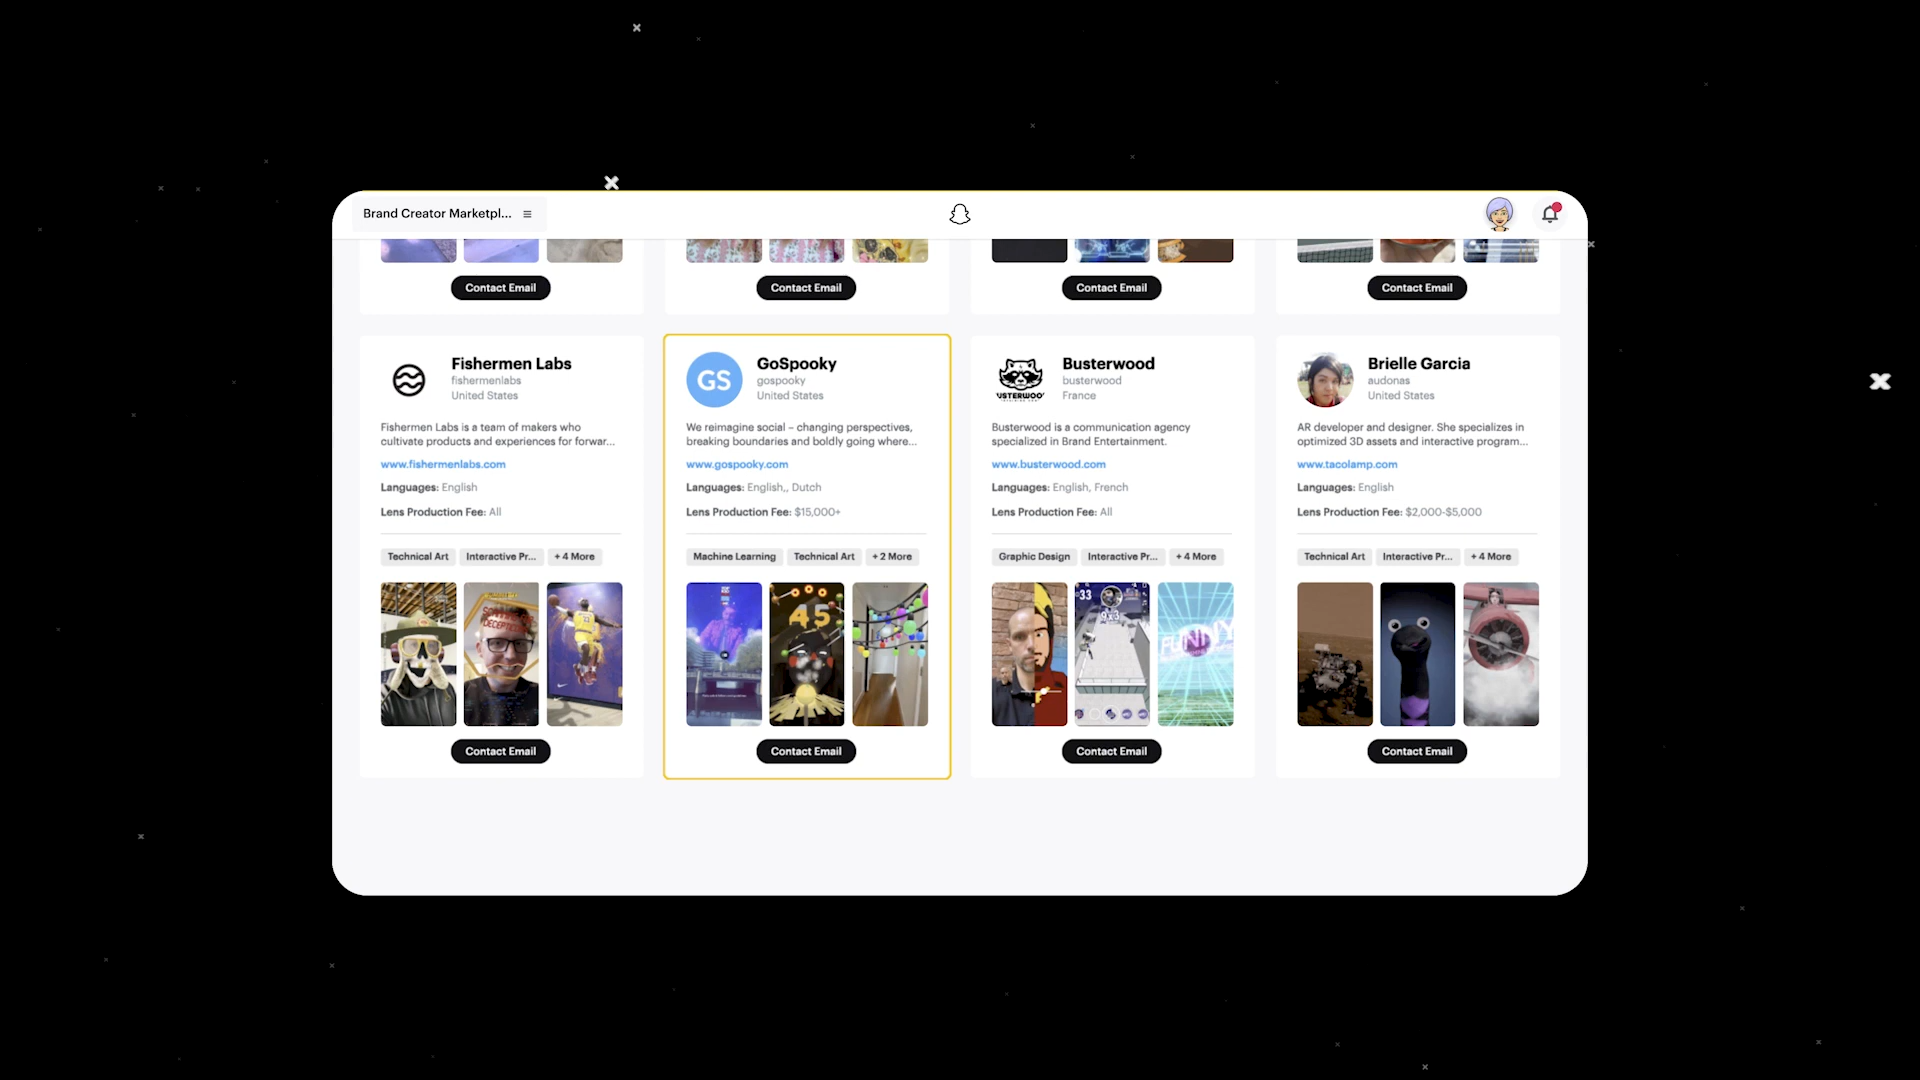 Brand Creator Marketpl...
Contact Email
Contact Email
Contact Email
Contact Email
Fishermen Labs
fishermenlabs
United States
Fishermen Labs is a team of makers who
cultivate products and experiences for forwar...
www.fishermenlabs.com
Languages: English
Lens Production Fee: All
Technical Art
Interactive Pr...
+ 4 More
Contact Email
GS
GoSpooky
gospooky
United States
We reimagine social – changing perspectives,
breaking boundaries and boldly going where...
www.gospooky.com
Languages: English,, Dutch
Lens Production Fee: $15,000+
Machine Learning
Technical Art
+ 2 More
45
Contact Email
Busterwood
busterwood
France
Busterwood is a communication agency
specialized in Brand Entertainment.
www.busterwood.com
Languages: English, French
Lens Production Fee: All
Graphic Design
Interactive Pr...
+ 4 More
33
9x3
FUNNY
Contact Email
Brielle Garcia
audonas
United States
AR developer and designer. She specializes in
optimized 3D assets and interactive program...
www.tacolamp.com
Languages: English
Lens Production Fee: $2,000-$5,000
Technical Art
Interactive Pr...
+ 4 More
Contact Email